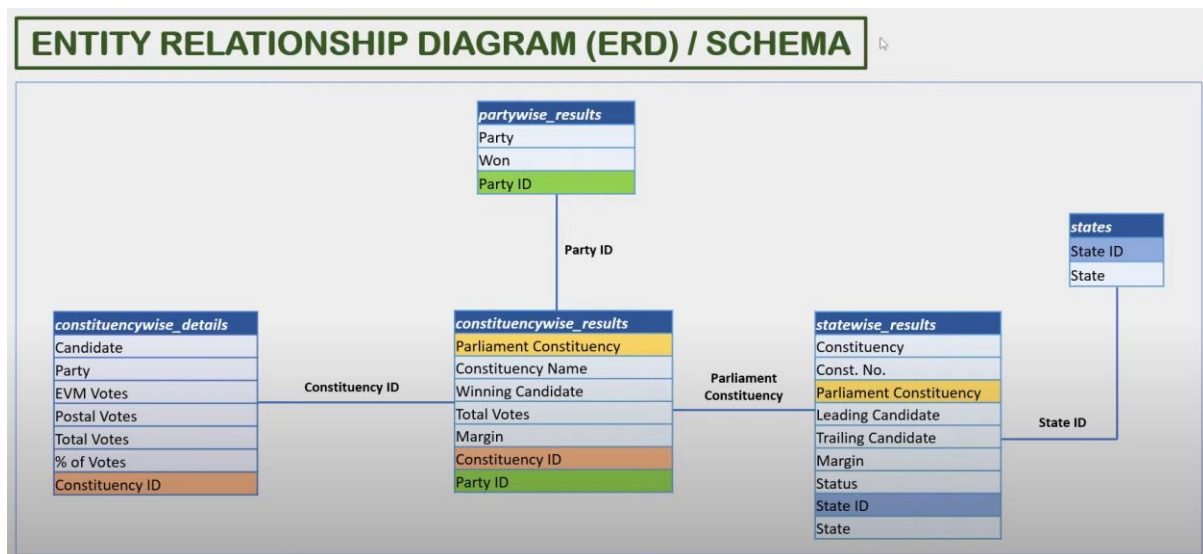 ENTITY RELATIONSHIP DIAGRAM (ERD) / SCHEMA
partywise_results
Party
Won
Party ID
Party ID
states
State ID
State
constituencywise_details
Candidate
Party
EVM Votes
Postal Votes
Total Votes
% of Votes
Constituency ID
Constituency ID
constituencywise_results
Parliament Constituency
Constituency Name
Winning Candidate
Total Votes
Margin
Constituency ID
Party ID
Parliament
Constituency
statewise_results
Constituency
Const. No.
Parliament Constituency
Leading Candidate
Trailing Candidate
Margin
Status
State ID
State
State ID